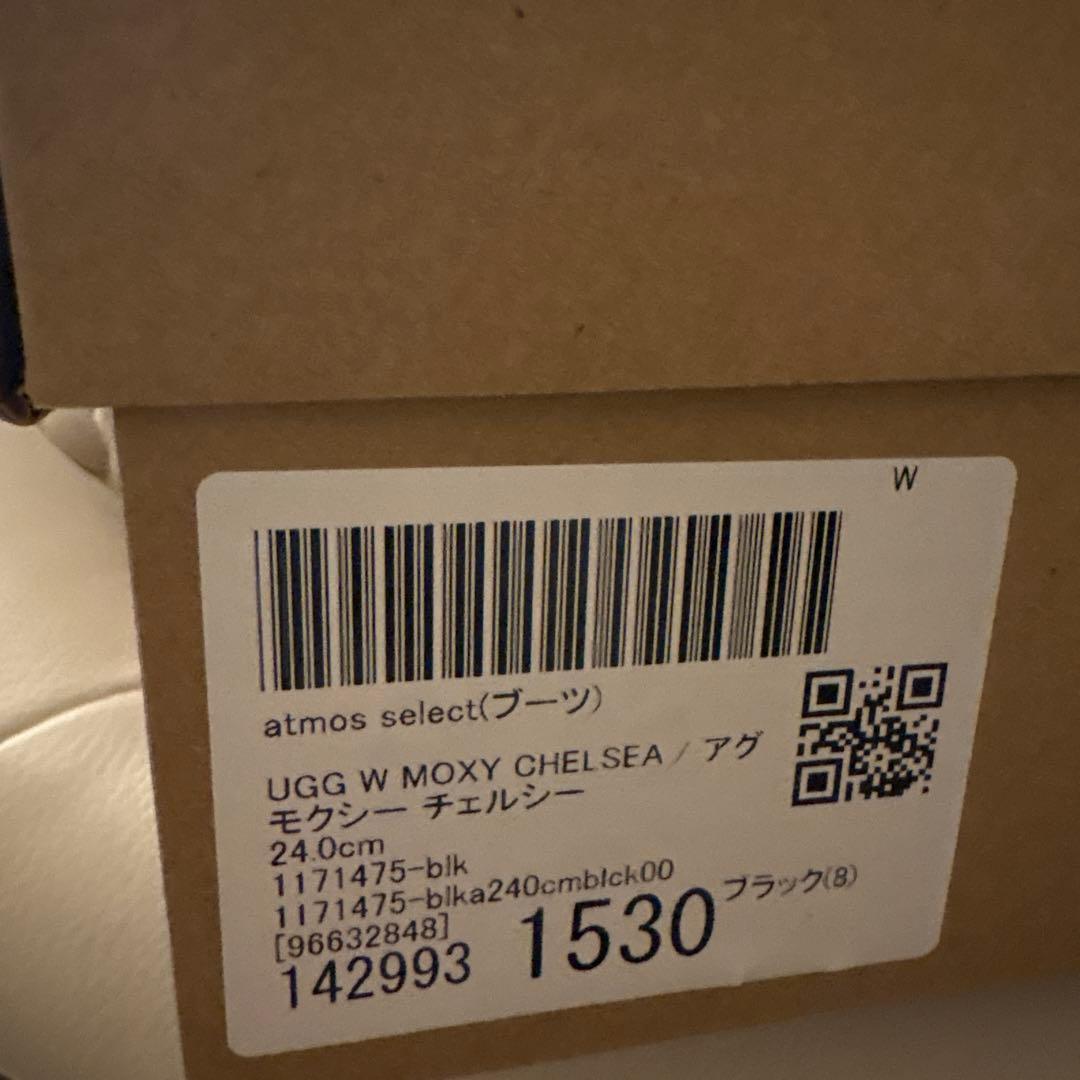 W
atmos select(ブーツ)
UGG W MOXY CHELSEA / アグ
モクシー チェルシー
24.0cm
1171475-blk
1171475-blka240cmblck00
ブラック(8)
[96632848]
142993 1530